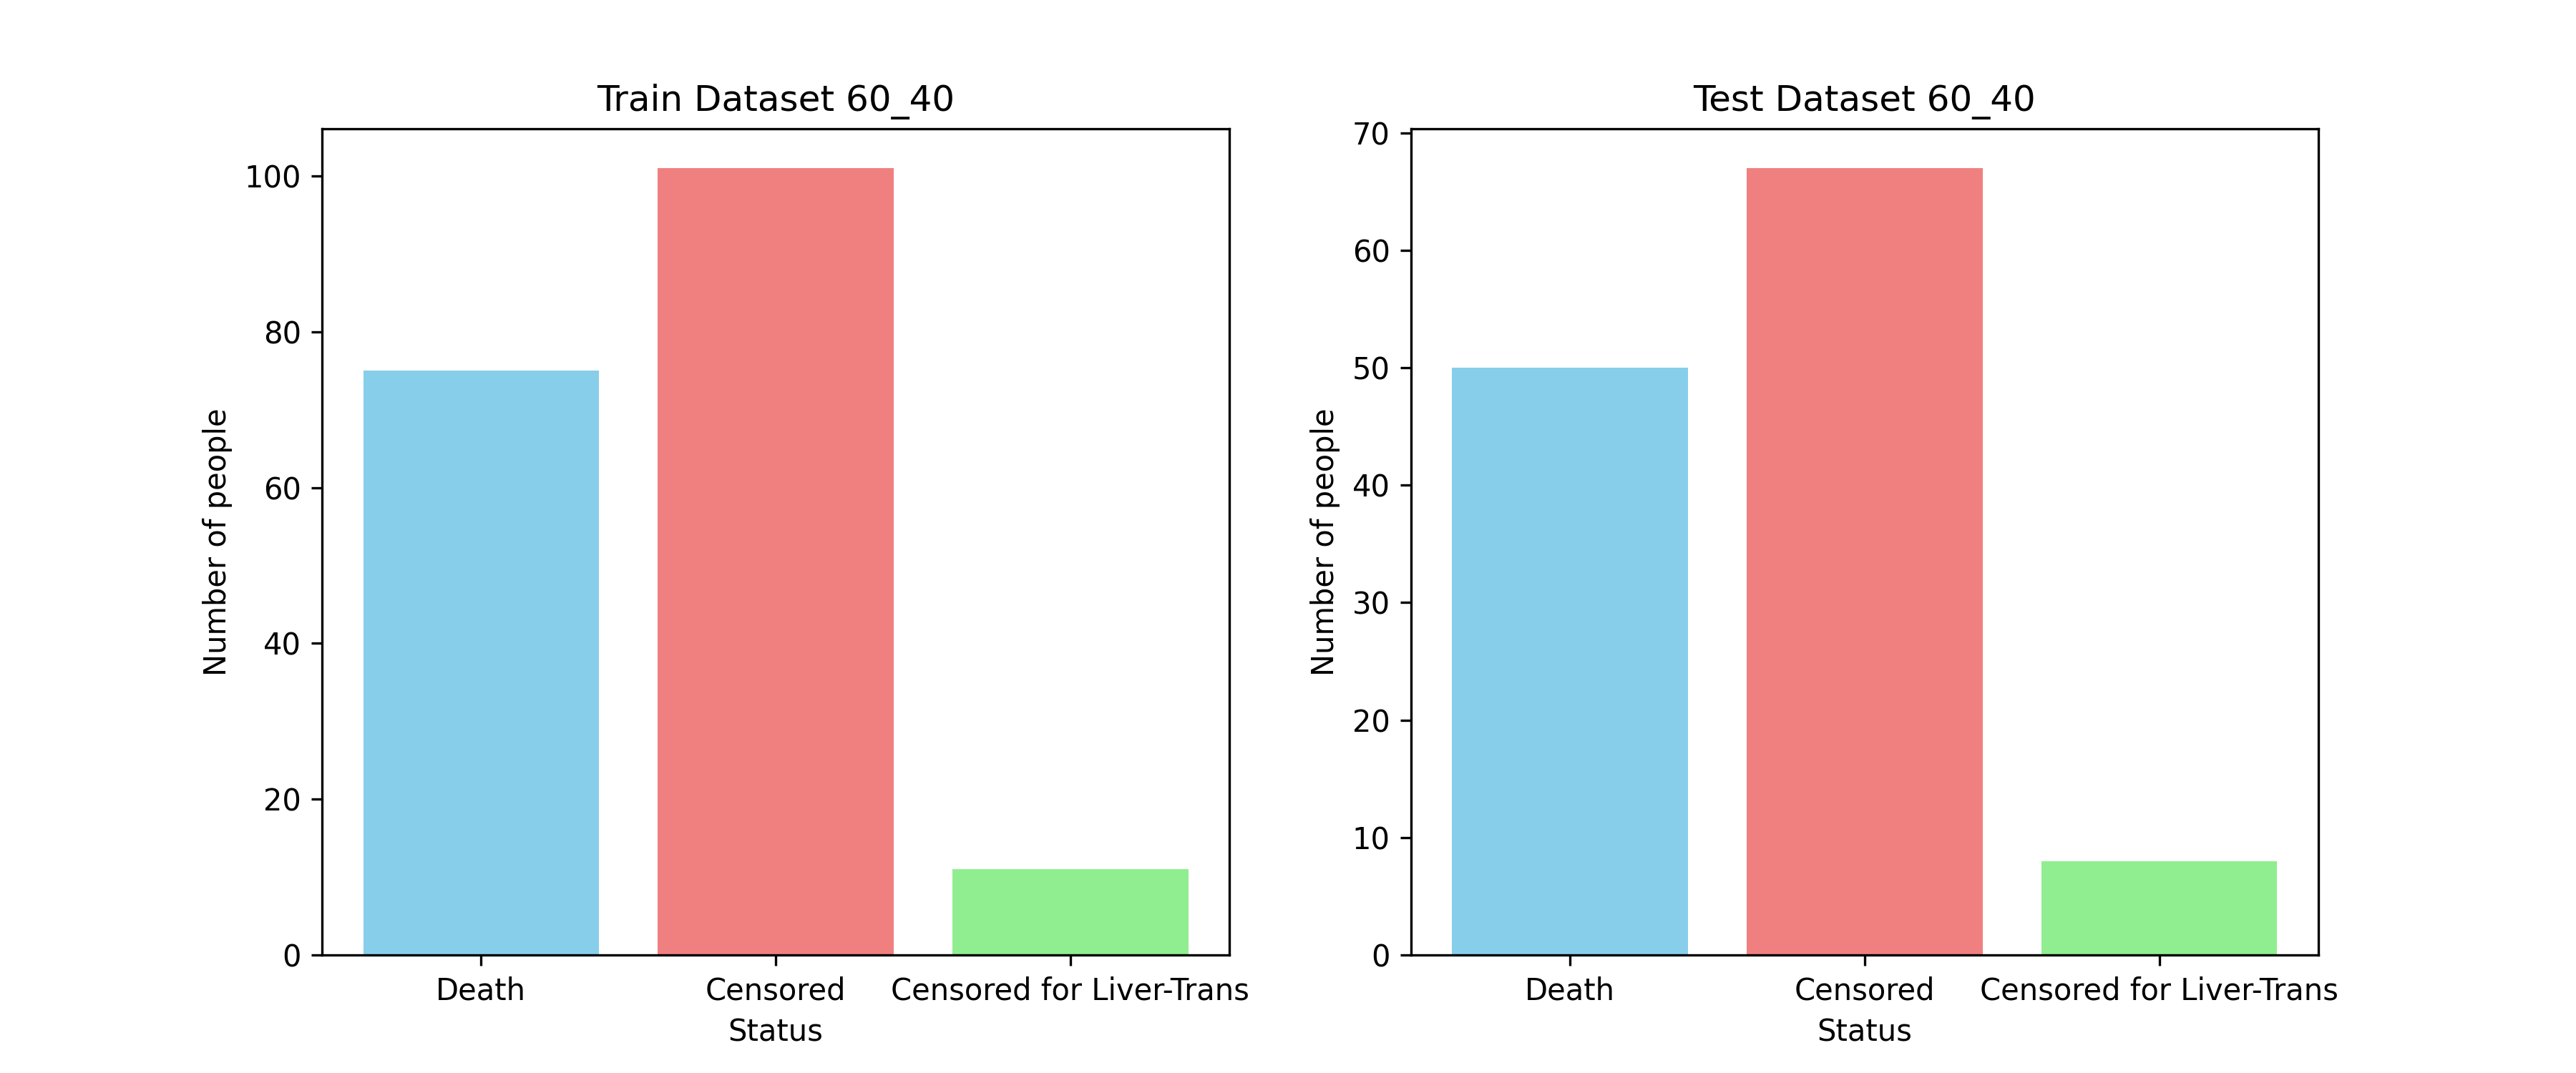 Train Dataset 60_40
Number of people
100
80
60
40
20
0
Death
Censored
Censored for Liver-Trans
Status
Test Dataset 60_40
Number of people
70
60
50
40
30
20
10
0
Death
Censored
Censored for Liver-Trans
Status